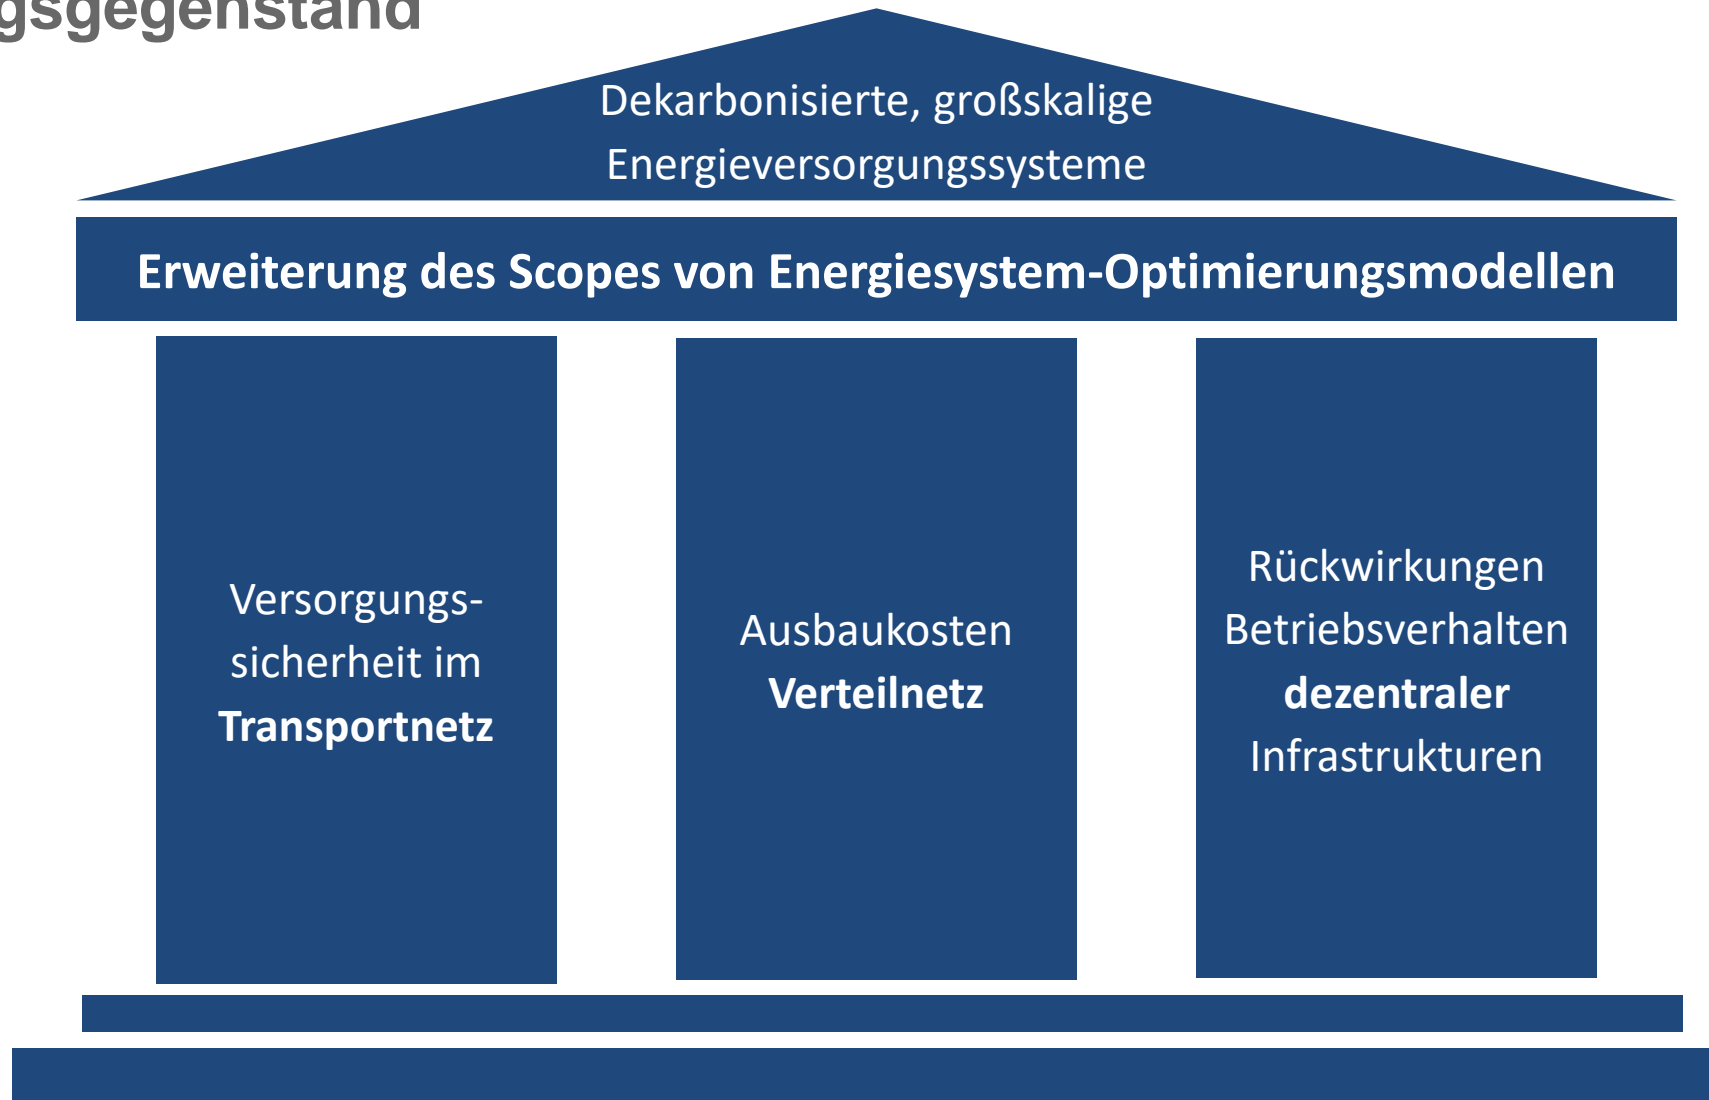 gsgegenstand
Dekarbonisierte, großskalige
Energieversorgungssysteme
Erweiterung des Scopes von Energiesystem-Optimierungsmodellen
Versorgungs-
sicherheit im
Transportnetz
Ausbaukosten
Verteilnetz
Rückwirkungen
Betriebsverhalten
dezentraler
Infrastrukturen